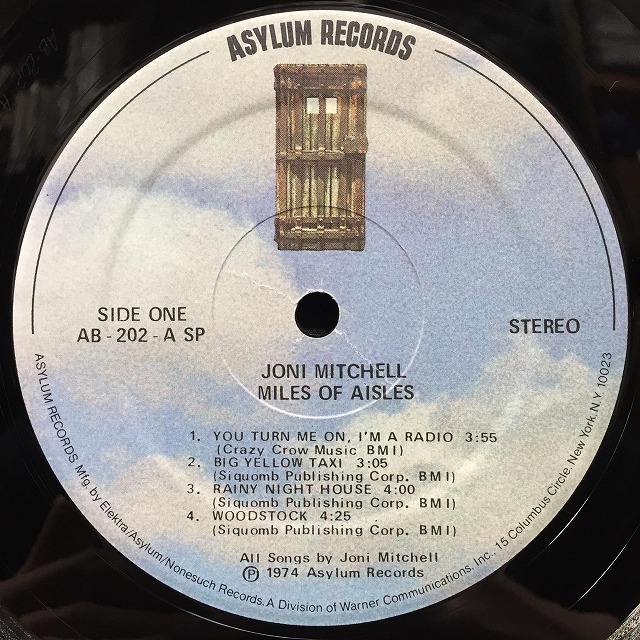 ASYLUM RECORDS
SIDE ONE
AB - 202 - A SP
STEREO
JONI MITCHELL
MILES OF AISLES
1. YOU TURN ME ON, I'M A RADIO 3:55
(Crazy Crow Music BMI)
2. BIG YELLOW TAXI 3:05
(Siquomb Publishing Corp. BMI)
3. RAINY NIGHT HOUSE 4:00
(Siquomb Publishing Corp. BMI)
4. WOODSTOCK 4:25
(Siquomb Publishing Corp. BMI)
All Songs by Joni Mitchell
℗ 1974 Asylum Records
ASYLUM RECORDS Mfg. by Elektra/Asylum/Nonesuch Records. A Division of Warner Communications, Inc., 15 Columbus Circle, New York N.Y. 10023